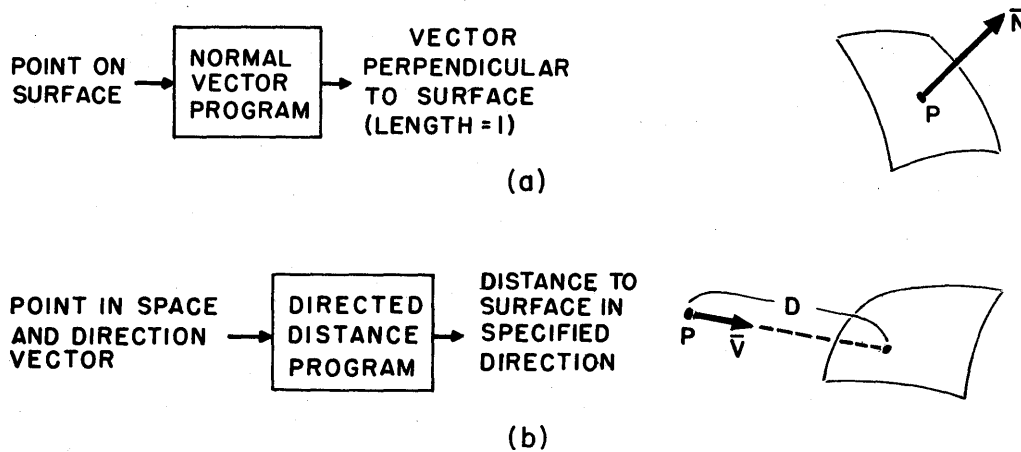 POINT ON
SURFACE
NORMAL
VECTOR
PROGRAM
VECTOR
PERPENDICULAR
TO SURFACE
(LENGTH = 1)
N̄
P
(a)
POINT IN SPACE
AND DIRECTION
VECTOR
DIRECTED
DISTANCE
PROGRAM
DISTANCE TO
SURFACE IN
SPECIFIED
DIRECTION
D
P
V̄
(b)